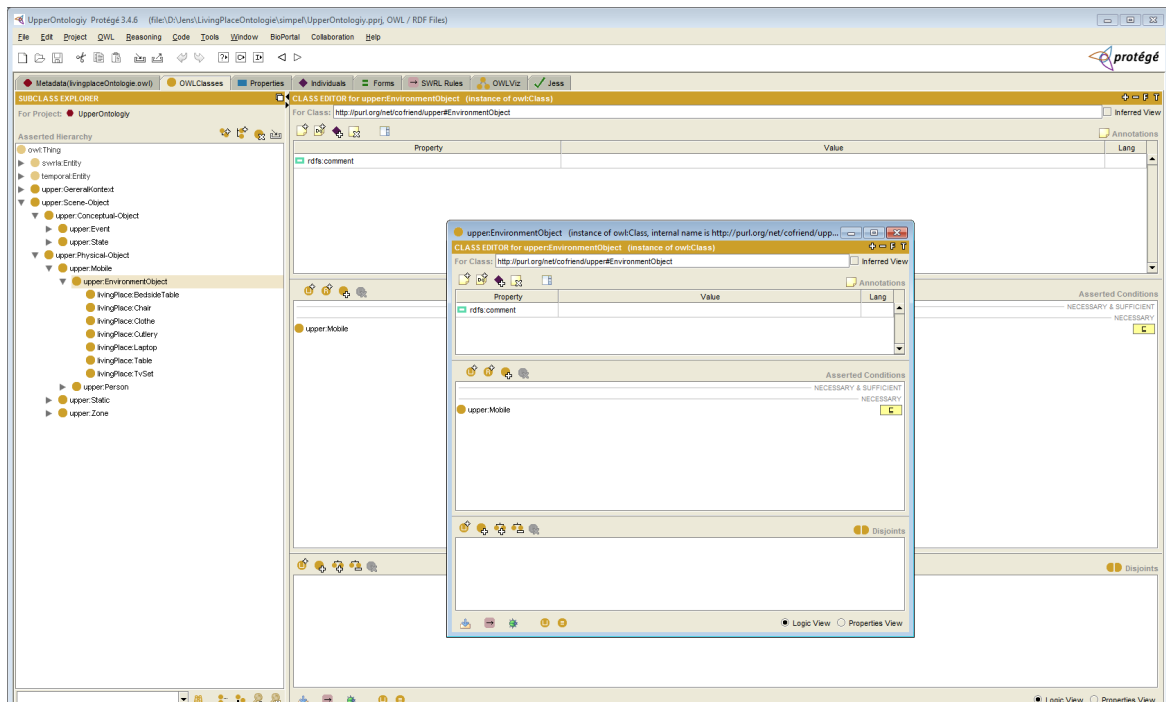 UpperOntologiy Protégé 3.4.6 (file:\D:\Jens\LivingPlaceOntologie\simpel\UpperOntologiy.pprj, OWL / RDF Files)
File Edit Project OWL Reasoning Code Tools Window BioPortal Collaboration Help
protégé
Metadata(livingplaceOntologie.owl) OWLClasses Properties Individuals Forms SWRL Rules OWLViz Jess
SUBCLASS EXPLORER
For Project: UpperOntologiy
Asserted Hierarchy
owl:Thing
swrla:Entity
temporal:Entity
upper:GereralKontext
upper:Scene-Object
upper:Conceptual-Object
upper:Event
upper:State
upper:Physical-Object
upper:Mobile
upper:EnvironmentObject
livingPlace:BedsideTable
livingPlace:Chair
livingPlace:Clothe
livingPlace:Cutlery
livingPlace:Laptop
livingPlace:Table
livingPlace:TvSet
upper:Person
upper:Static
upper:Zone
CLASS EDITOR for upper:EnvironmentObject (instance of owl:Class)
For Class: http://purl.org/net/cofriend/upper#EnvironmentObject Inferred View
Annotations
Property Value Lang
rdfs:comment
Asserted Conditions
NECESSARY & SUFFICIENT
NECESSARY
upper:Mobile
Disjoints
Logic View Properties View
upper:EnvironmentObject (instance of owl:Class, internal name is http://purl.org/net/cofriend/upp...
CLASS EDITOR for upper:EnvironmentObject (instance of owl:Class)
For Class: http://purl.org/net/cofriend/upper#EnvironmentObject Inferred View
Annotations
Property Value Lang
rdfs:comment
Asserted Conditions
NECESSARY & SUFFICIENT
NECESSARY
upper:Mobile
Disjoints
Logic View Properties View